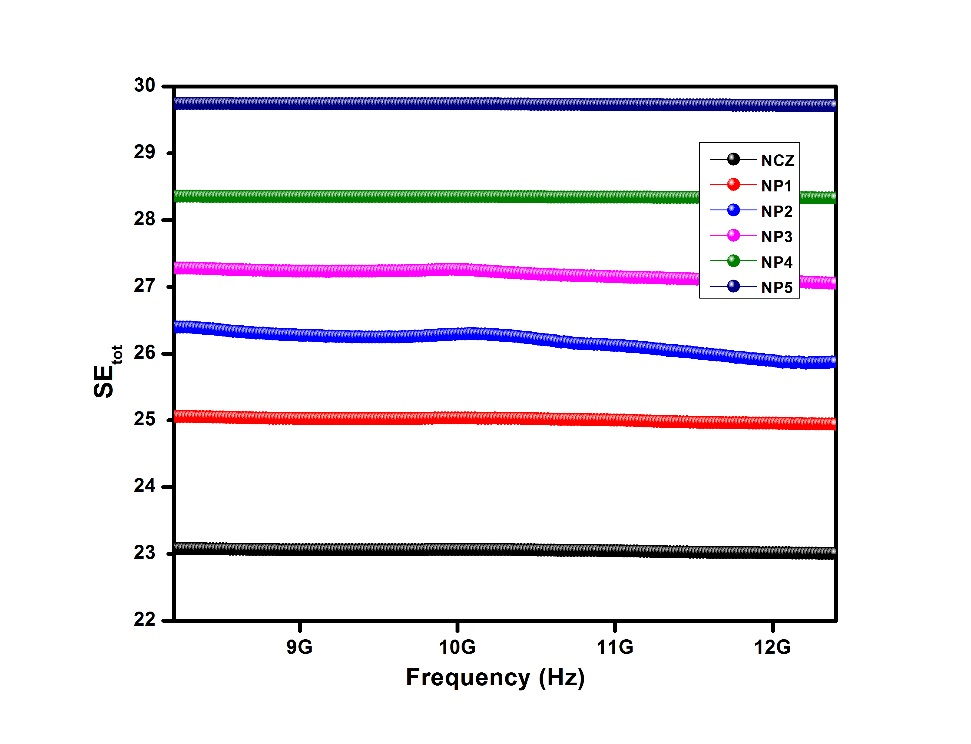 30
29
28
27
26
25
24
23
22
SEtot
NCZ
NP1
NP2
NP3
NP4
NP5
9G 10G 11G 12G
Frequency (Hz)